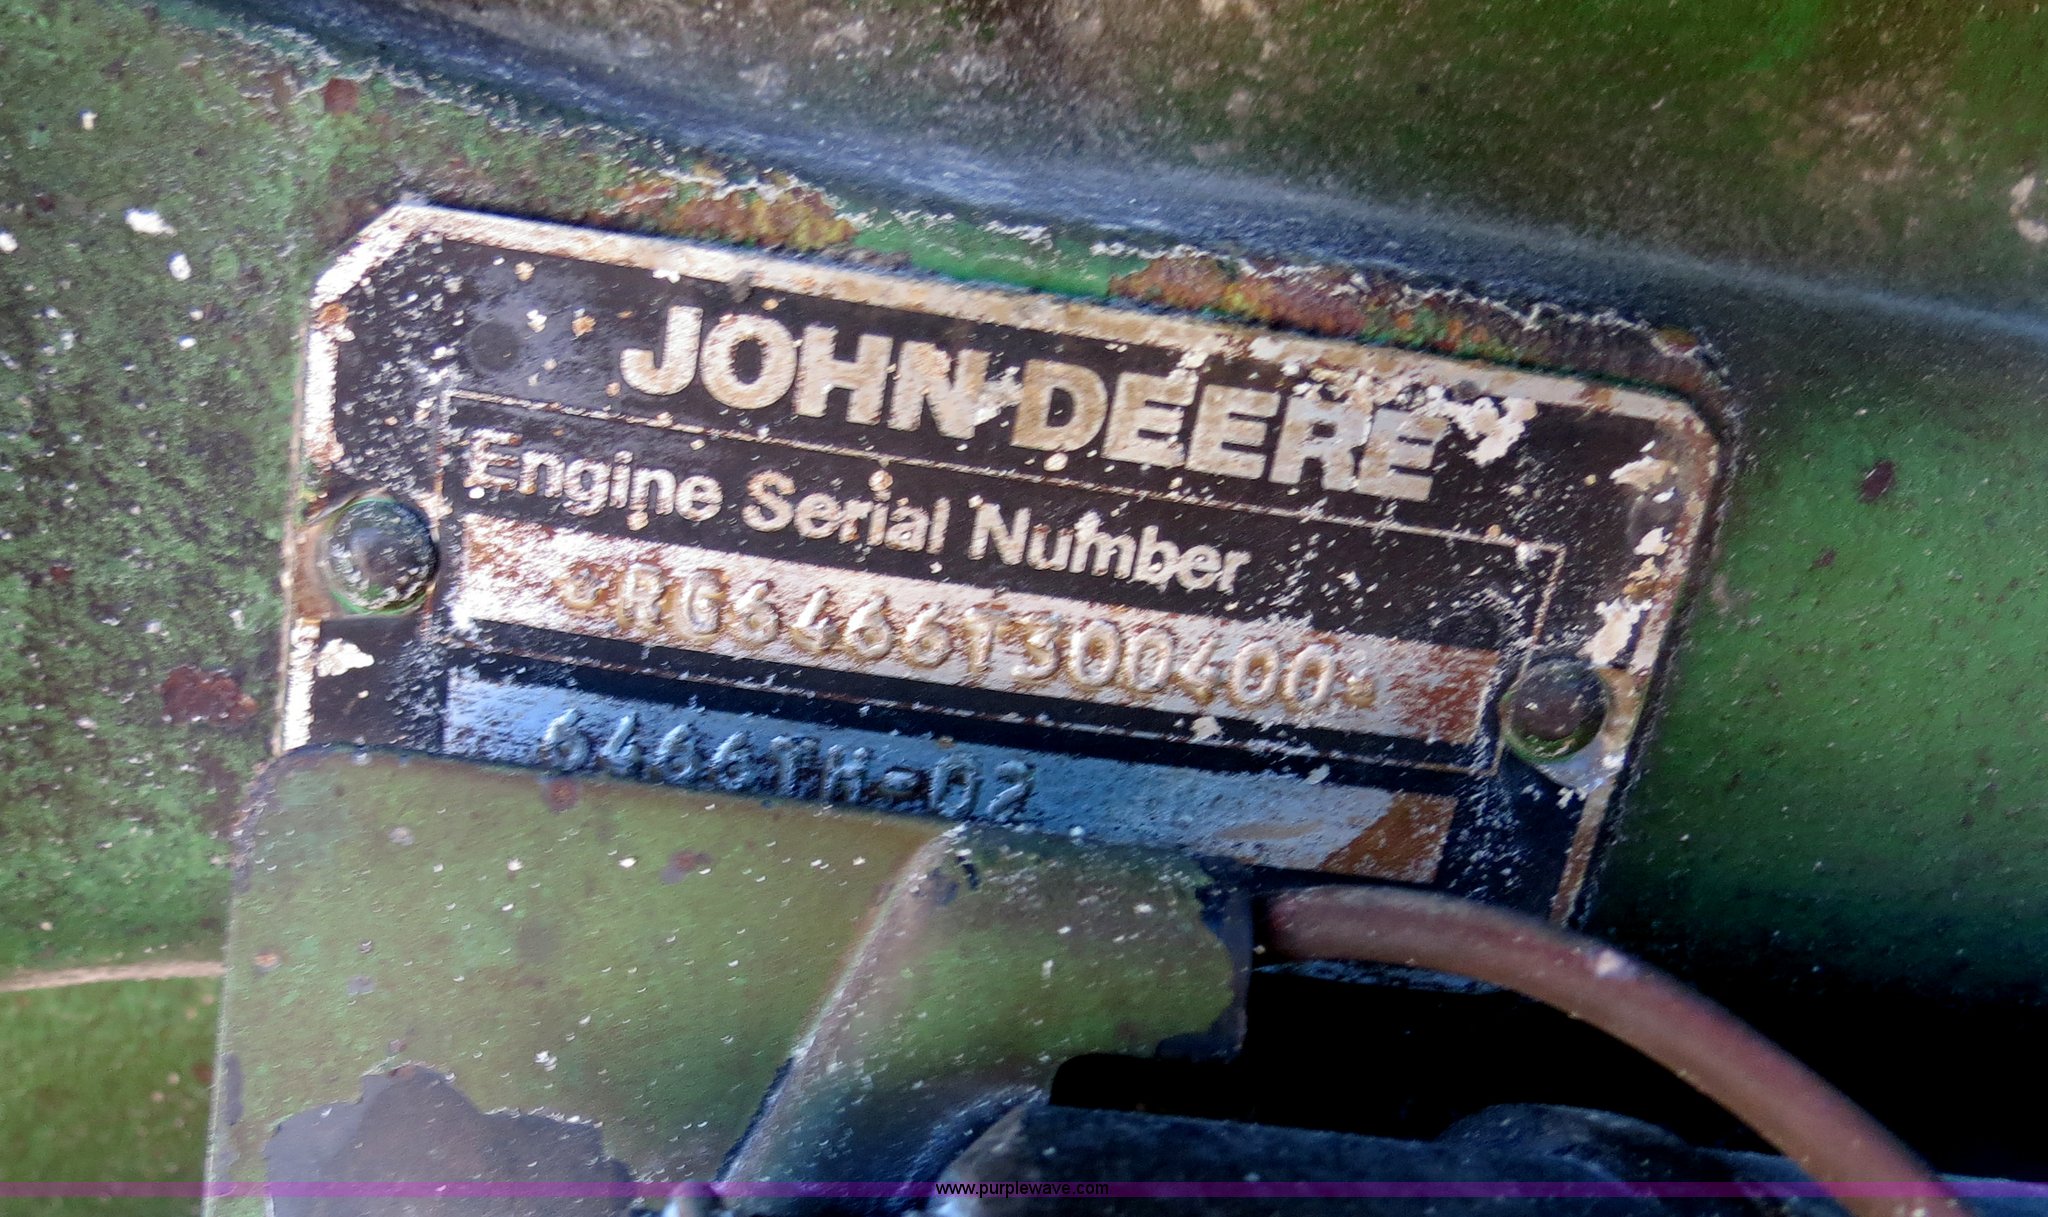 JOHN DEERE
Engine Serial Number
*RG6466T300400*
6466TH-02
www.purplewave.com